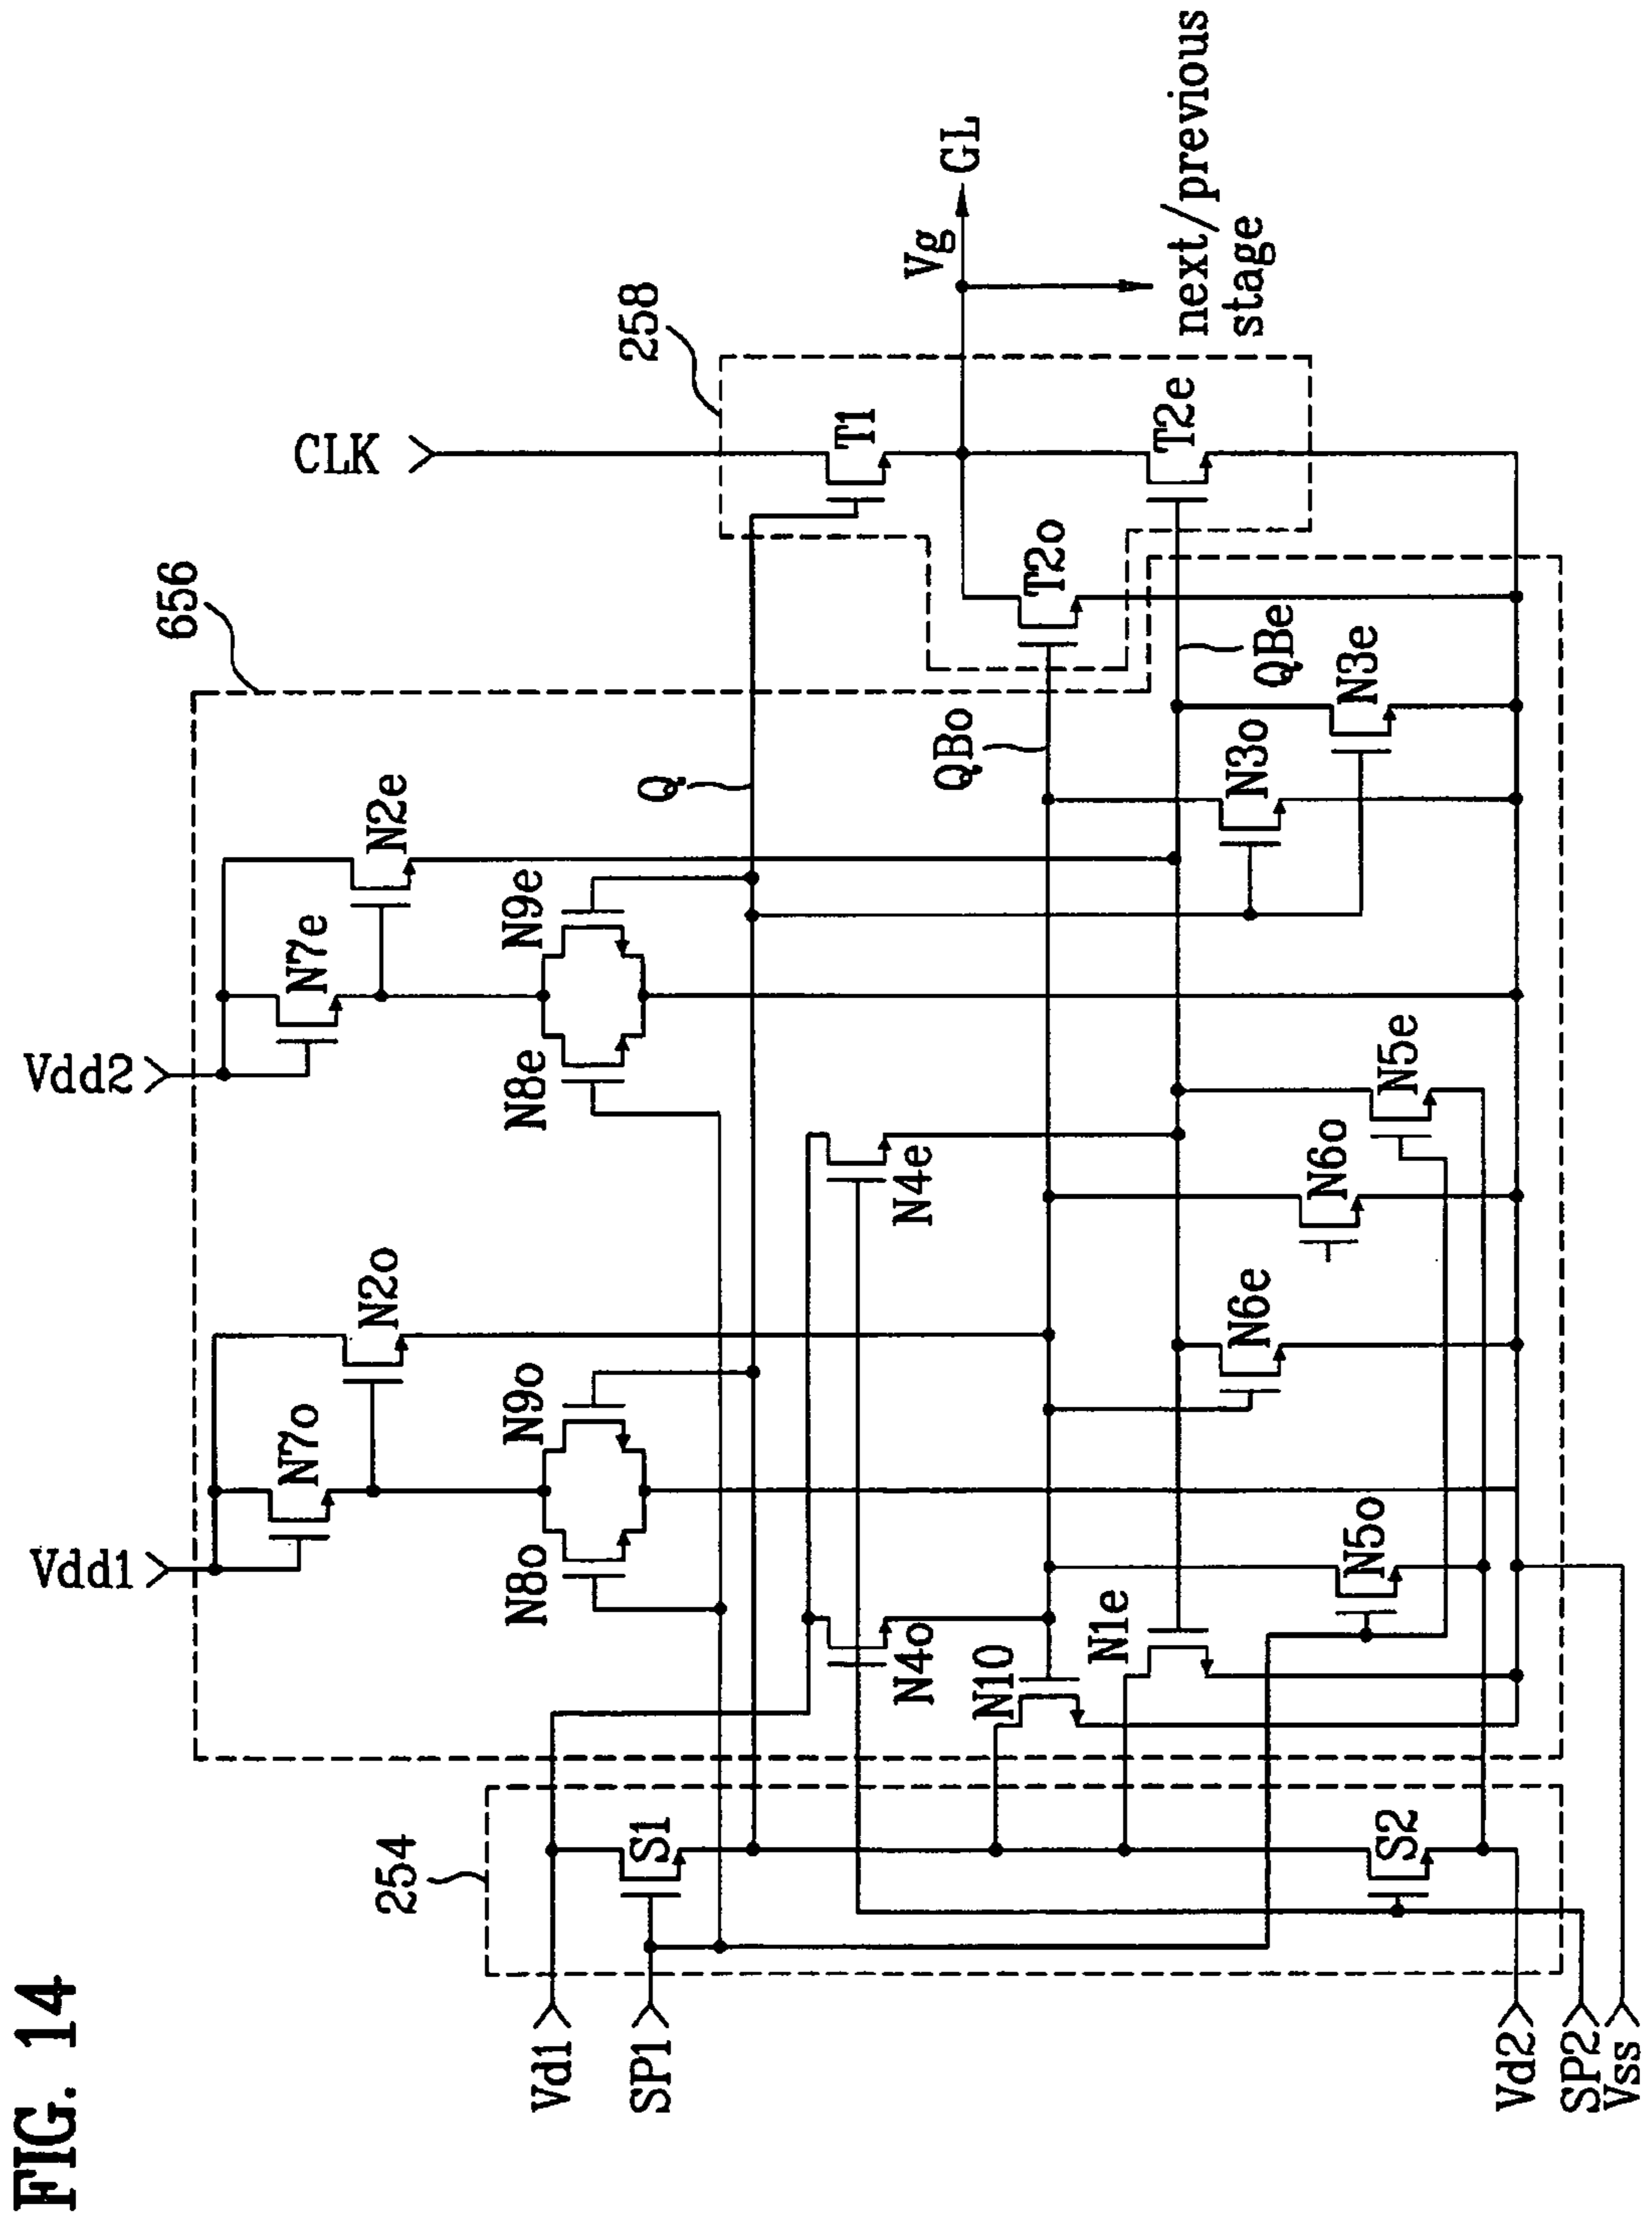 FIG. 14
Vdd1
Vdd2
656
CLK
258
N7o
N2o
N7e
N2e
N8o
N9o
N8e
N9e
254
Vd1
SP1
S1
Q
T1
N4o
N4e
Vg
GL
N10
QBo
T2o
next/previous
stage
N1e
T2e
N6e
N3o
QBe
N5o
N6o
N5e
N3e
S2
Vd2
SP2
Vss